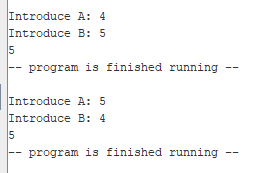 Introduce A: 4
Introduce B: 5
5
-- program is finished running --
Introduce A: 5
Introduce B: 4
5
-- program is finished running --